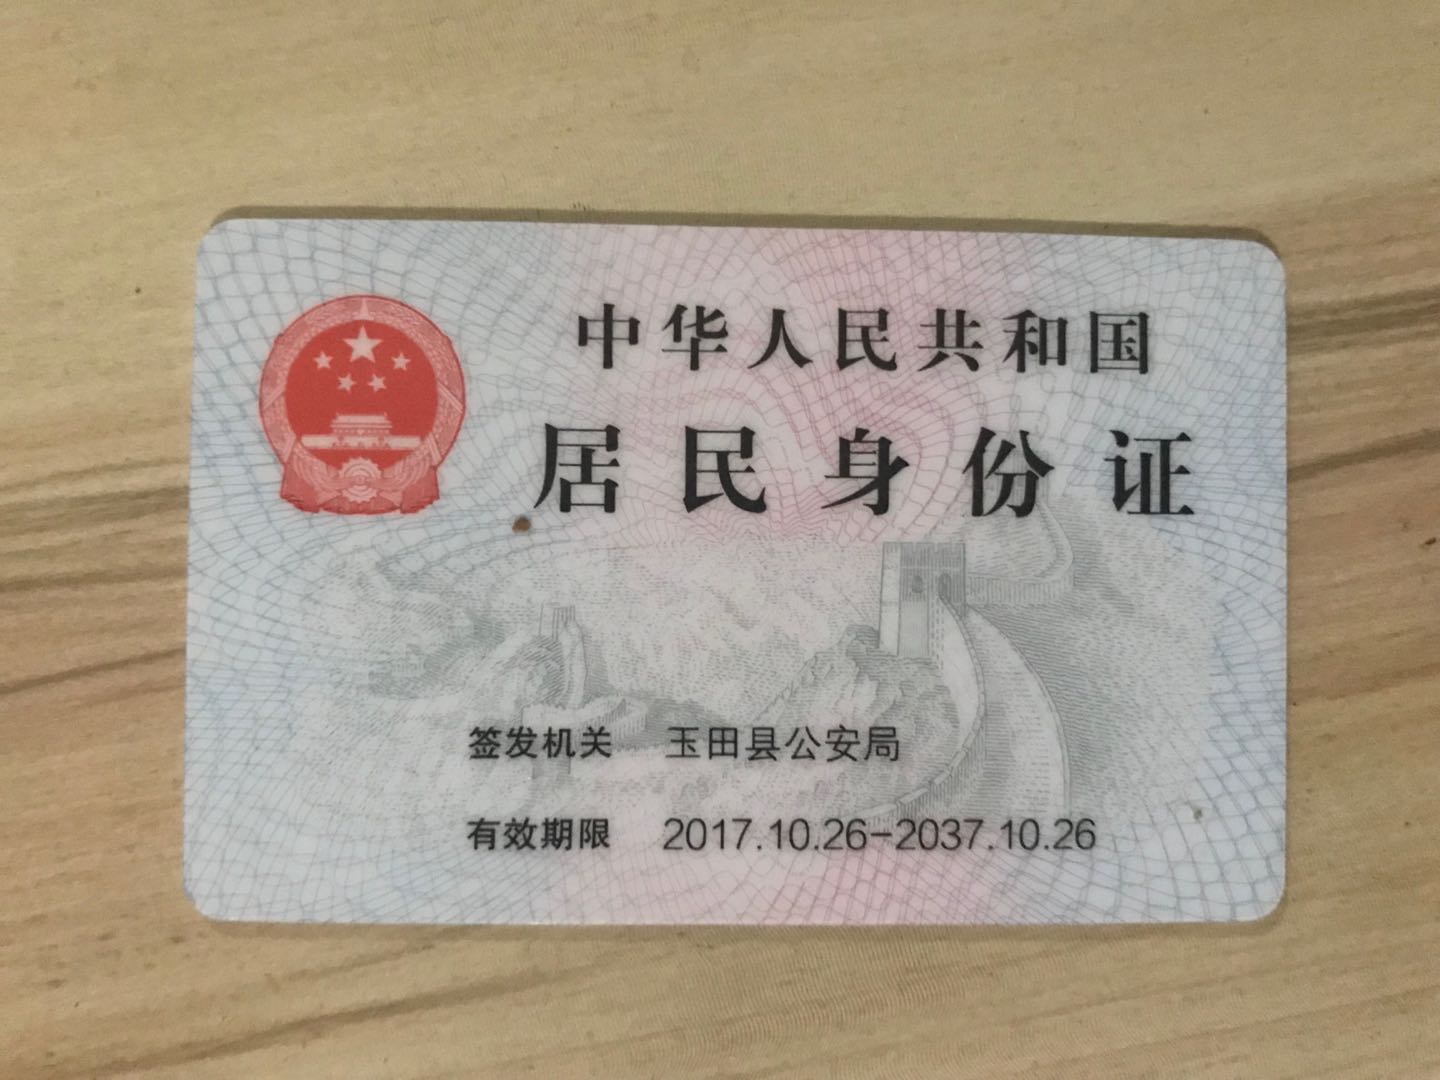 中华人民共和国
居民身份证
签发机关 玉田县公安局
有效期限 2017.10.26-2037.10.26